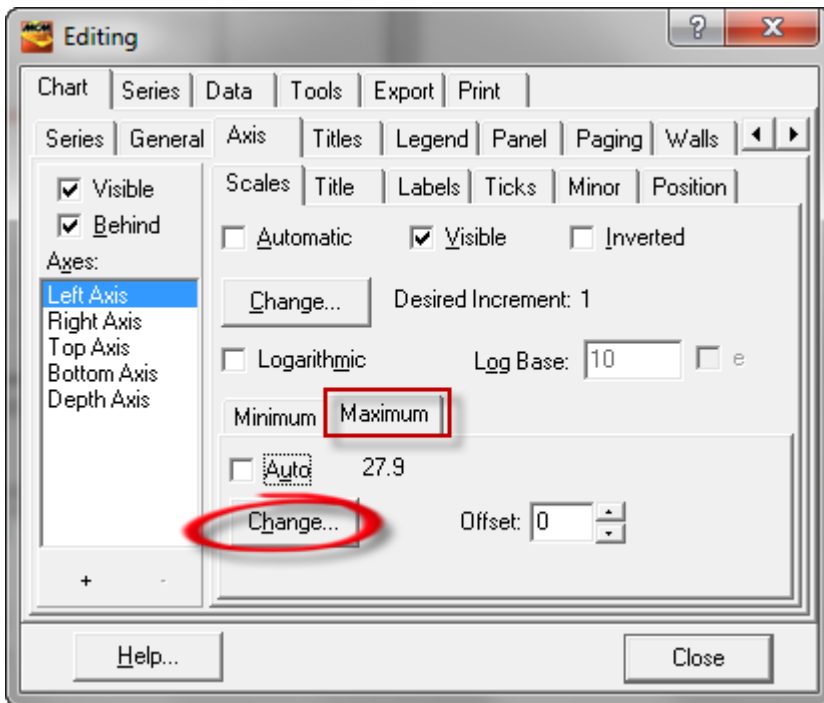 MCM Editing ? X
Chart Series Data Tools Export Print
Series General Axis Titles Legend Panel Paging Walls
Visible
Behind
Axes:
Left Axis
Right Axis
Top Axis
Bottom Axis
Depth Axis
+ -
Scales Title Labels Ticks Minor Position
Automatic Visible Inverted
Change... Desired Increment: 1
Logarithmic Log Base: 10 e
Minimum Maximum
Auto 27.9
Change... Offset: 0
Help... Close